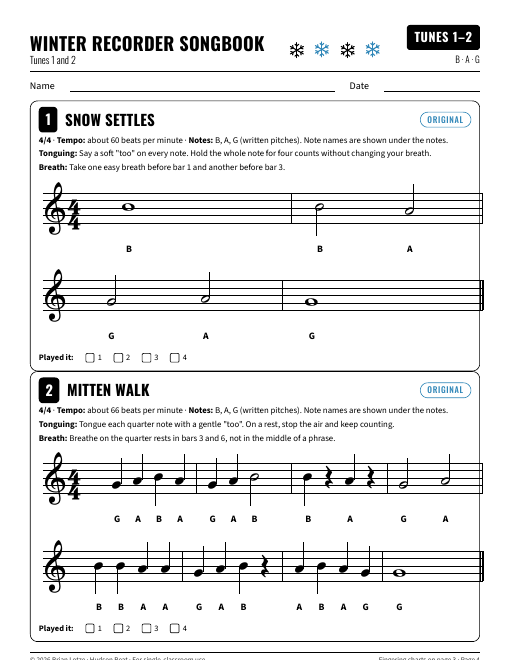 WINTER RECORDER SONGBOOK
Tunes 1 and 2
TUNES 1–2
B · A · G
Name
Date
1 SNOW SETTLES
ORIGINAL
4/4 · Tempo: about 60 beats per minute · Notes: B, A, G (written pitches). Note names are shown under the notes.
Tonguing: Say a soft "too" on every note. Hold the whole note for four counts without changing your breath.
Breath: Take one easy breath before bar 1 and another before bar 3.
4 4
B B A
G A G
Played it: 1 2 3 4
2 MITTEN WALK
ORIGINAL
4/4 · Tempo: about 66 beats per minute · Notes: B, A, G (written pitches). Note names are shown under the notes.
Tonguing: Tongue each quarter note with a gentle "too". On a rest, stop the air and keep counting.
Breath: Breathe on the quarter rests in bars 3 and 6, not in the middle of a phrase.
4 4
G A B A G A B B A G A
B B A A G A B A B A G G
Played it: 1 2 3 4